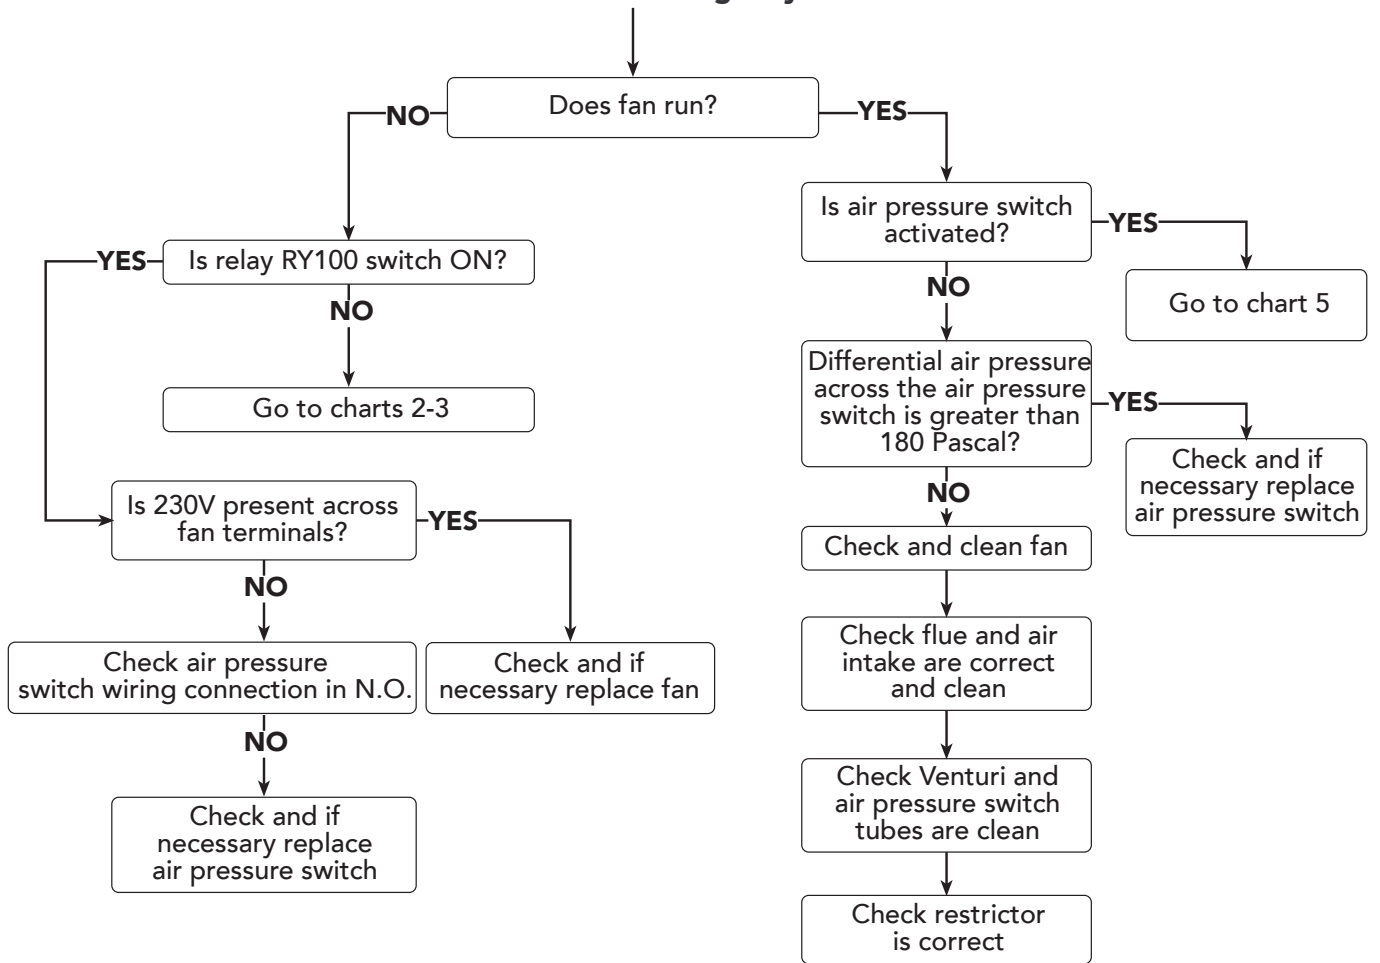 Does fan run?
NO
YES
Is air pressure switch
activated?
YES
YES
Is relay RY100 switch ON?
NO
NO
Go to chart 5
Differential air pressure
across the air pressure
switch is greater than
180 Pascal?
YES
Go to charts 2-3
Check and if
necessary replace
air pressure switch
Is 230V present across
fan terminals?
YES
NO
Check and clean fan
NO
Check flue and air
intake are correct
and clean
Check air pressure
switch wiring connection in N.O.
Check and if
necessary replace fan
NO
Check Venturi and
air pressure switch
tubes are clean
Check and if
necessary replace
air pressure switch
Check restrictor
is correct